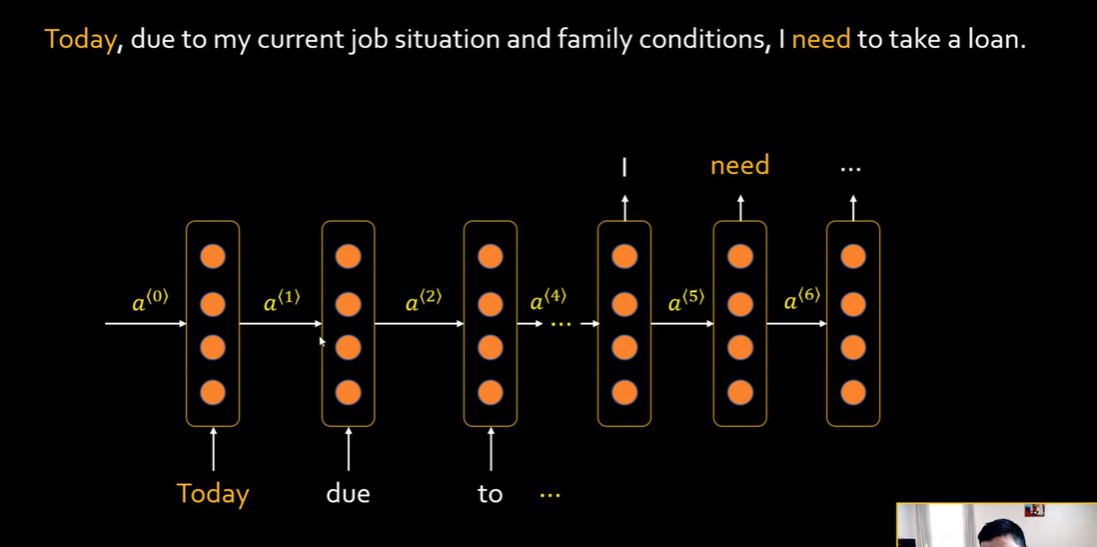 Today, due to my current job situation and family conditions, I need to take a loan.
I need ...
a⟨0⟩ a⟨1⟩ a⟨2⟩ a⟨4⟩ ... a⟨5⟩ a⟨6⟩
Today due to ...